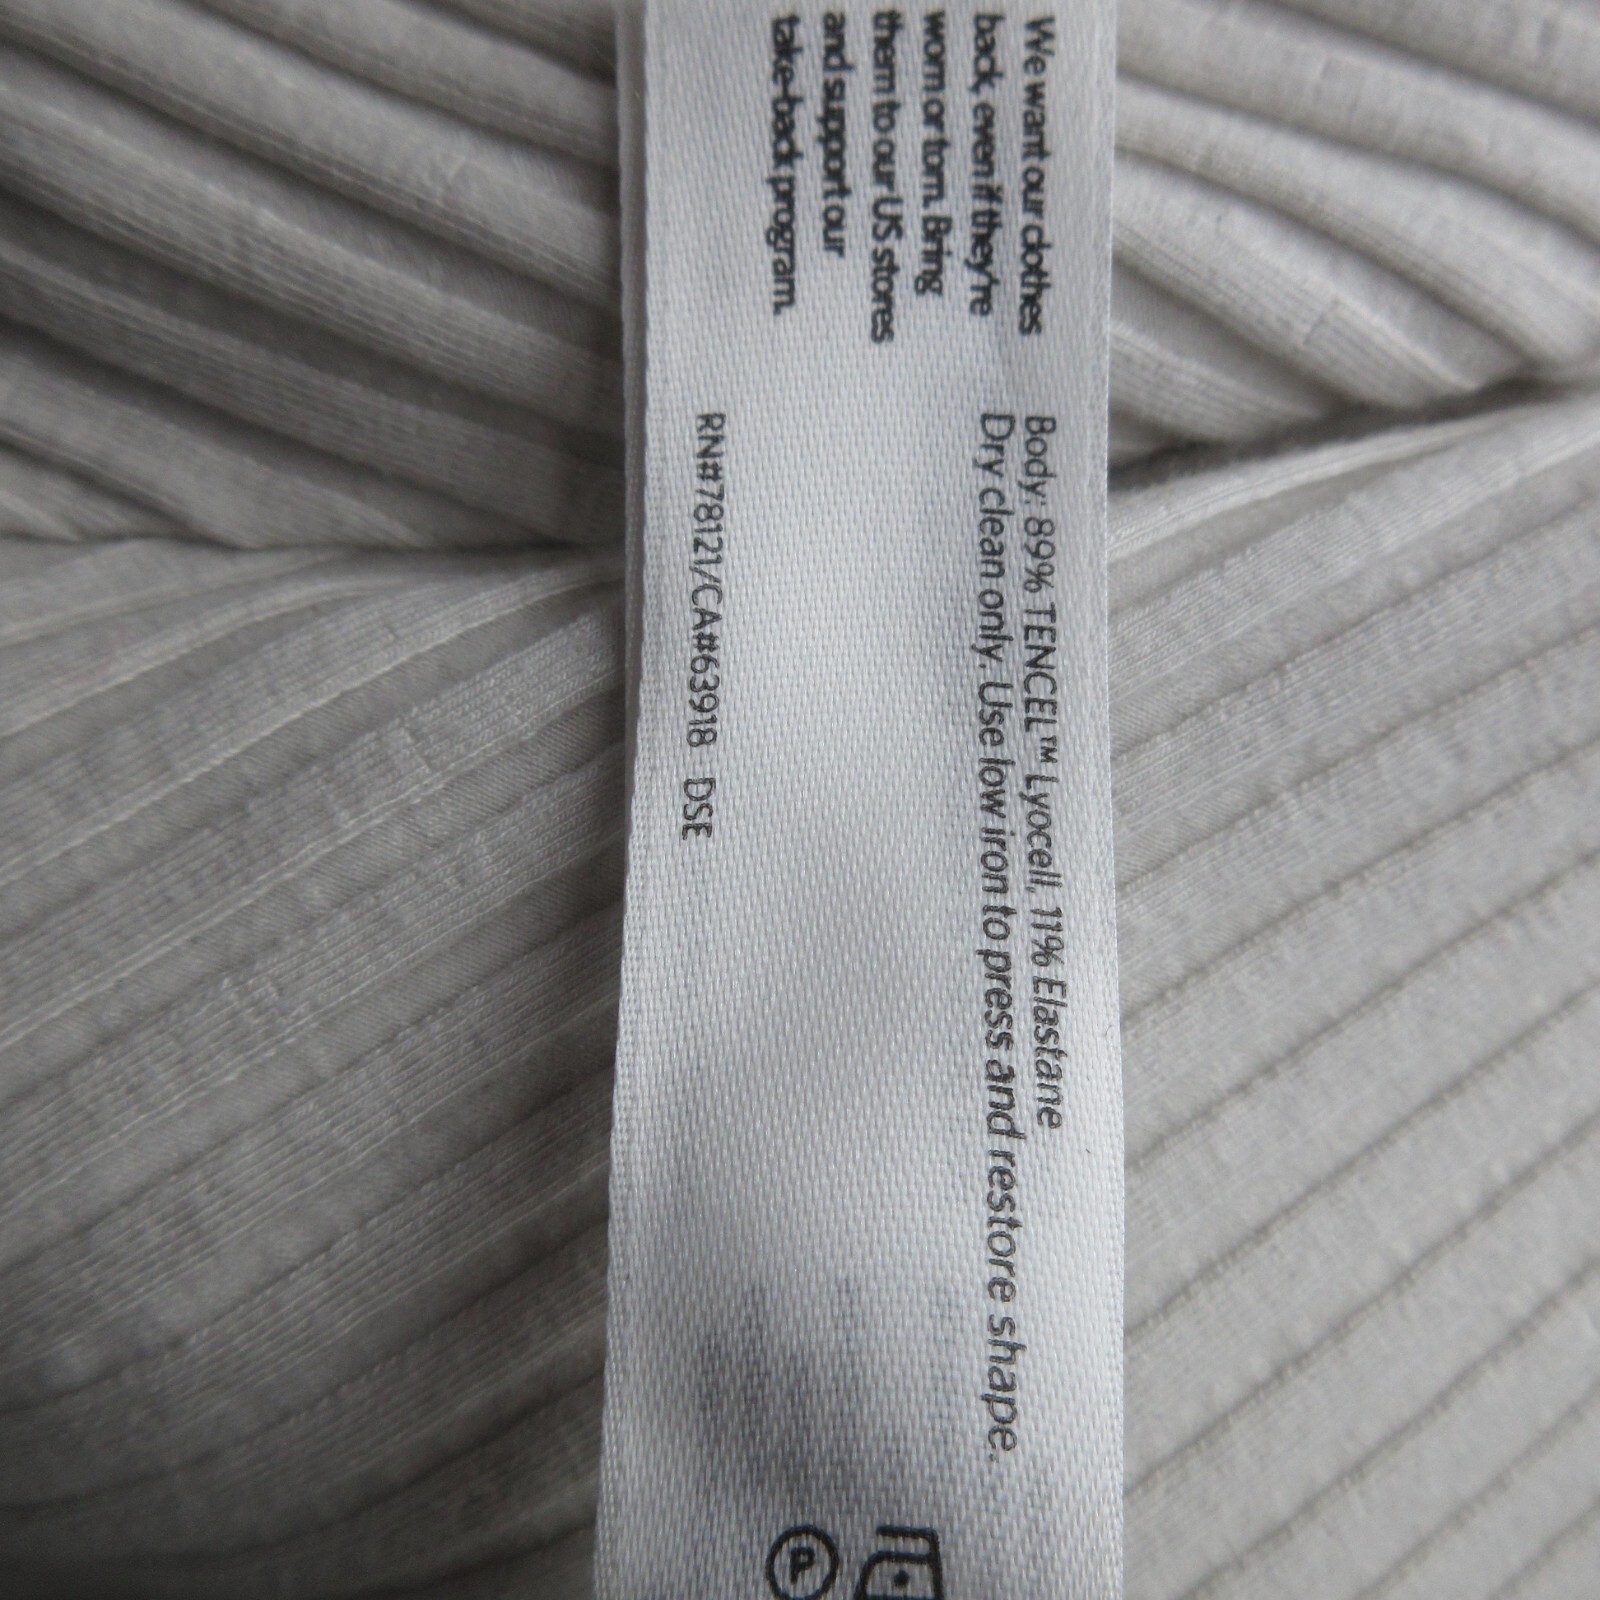 We want our clothes
back, even if they're
worn or torn. Bring
them to our US stores
and support our
take-back program.
Body: 89% TENCEL™ Lyocell, 11% Elastane
Dry clean only. Use low iron to press and restore shape.
RN#78121/CA#63918 DSE
P